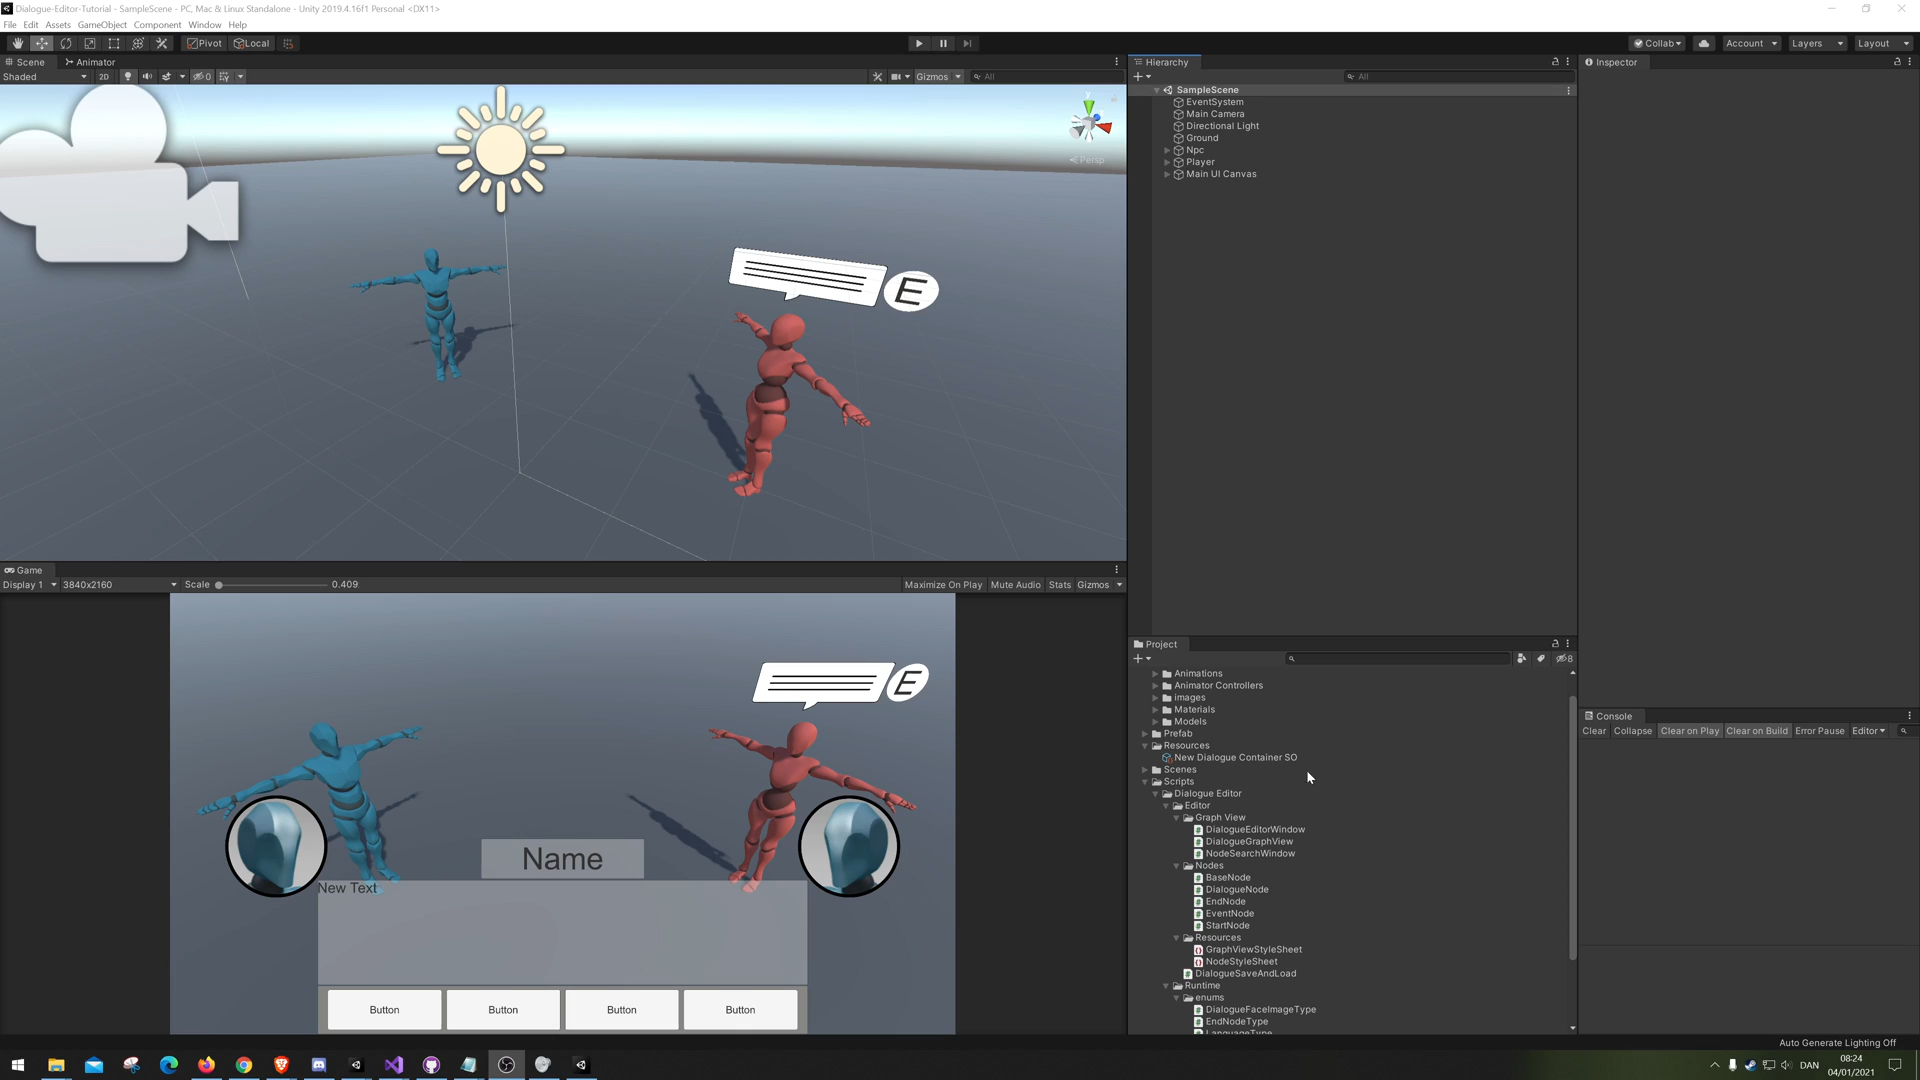 Dialogue-Editor-Tutorial - SampleScene - PC, Mac & Linux Standalone - Unity 2019.4.16f1 Personal <DX11>
File Edit Assets GameObject Component Window Help
Pivot Local Collab Account Layers Layout
Scene Animator
Shaded 2D 0 Gizmos All
Persp
E
Game
Display 1 3840x2160 Scale 0.409 Maximize On Play Mute Audio Stats Gizmos
E
Name
New Text
Button Button Button Button
Hierarchy
All
SampleScene
EventSystem
Main Camera
Directional Light
Ground
Npc
Player
Main UI Canvas
Project
8
Animations
Animator Controllers
images
Materials
Models
Prefab
Resources
New Dialogue Container SO
Scenes
Scripts
Dialogue Editor
Editor
Graph View
DialogueEditorWindow
DialogueGraphView
NodeSearchWindow
Nodes
BaseNode
DialogueNode
EndNode
EventNode
StartNode
Resources
GraphViewStyleSheet
NodeStyleSheet
DialogueSaveAndLoad
Runtime
enums
DialogueFaceImageType
EndNodeType
LanguageType
Inspector
Console
Clear Collapse Clear on Play Clear on Build Error Pause Editor
Auto Generate Lighting Off
DAN
08:24
04/01/2021